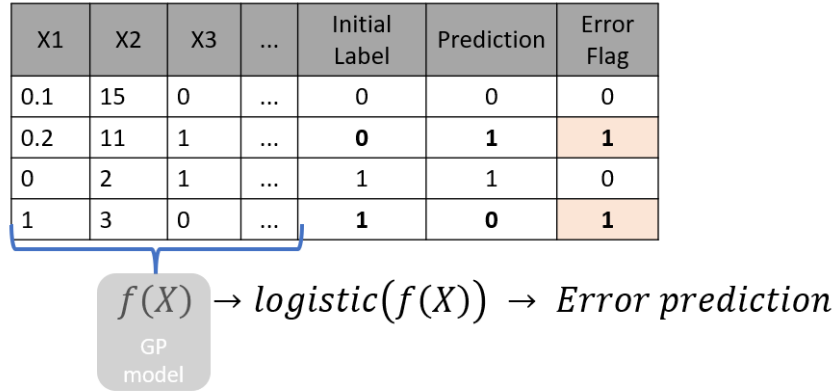 X1 X2 X3 ... Initial Label Prediction Error Flag
0.1 15 0 ... 0 0 0
0.2 11 1 ... 0 1 1
0 2 1 ... 1 1 0
1 3 0 ... 1 0 1
f(X) → logistic(f(X)) → Error prediction
GP
model